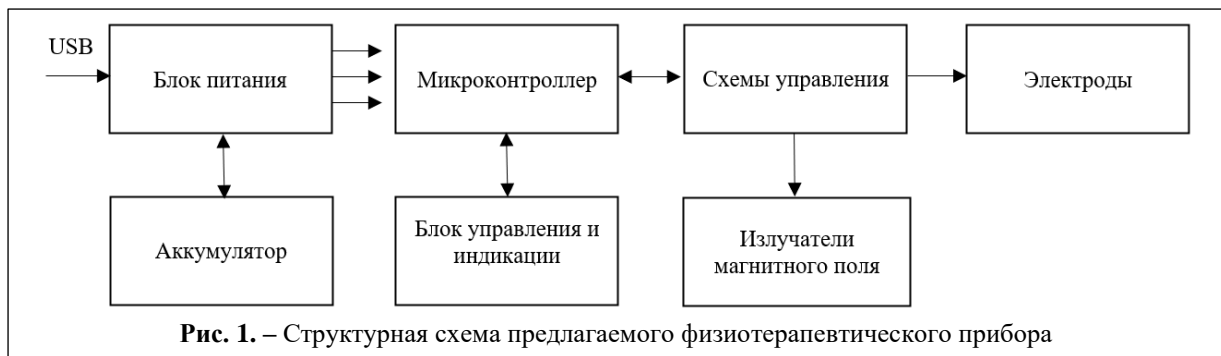 USB
Блок питания
Микроконтроллер
Схемы управления
Электроды
Аккумулятор
Блок управления и
индикации
Излучатели
магнитного поля
Рис. 1. – Структурная схема предлагаемого физиотерапевтического прибора